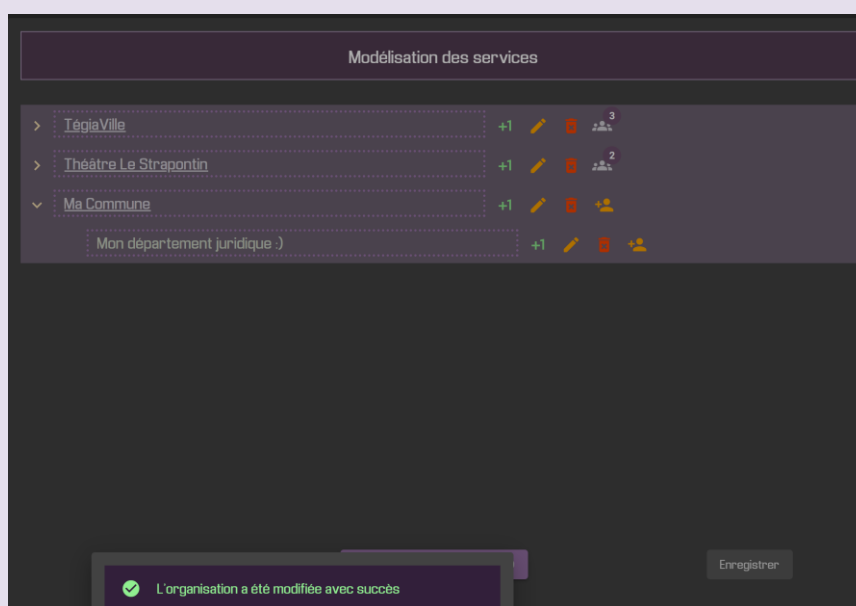 Modélisation des services
TégiaVille +1 3
Théâtre Le Strapontin +1 2
Ma Commune +1
Mon département juridique :) +1
Enregistrer
L'organisation a été modifiée avec succès